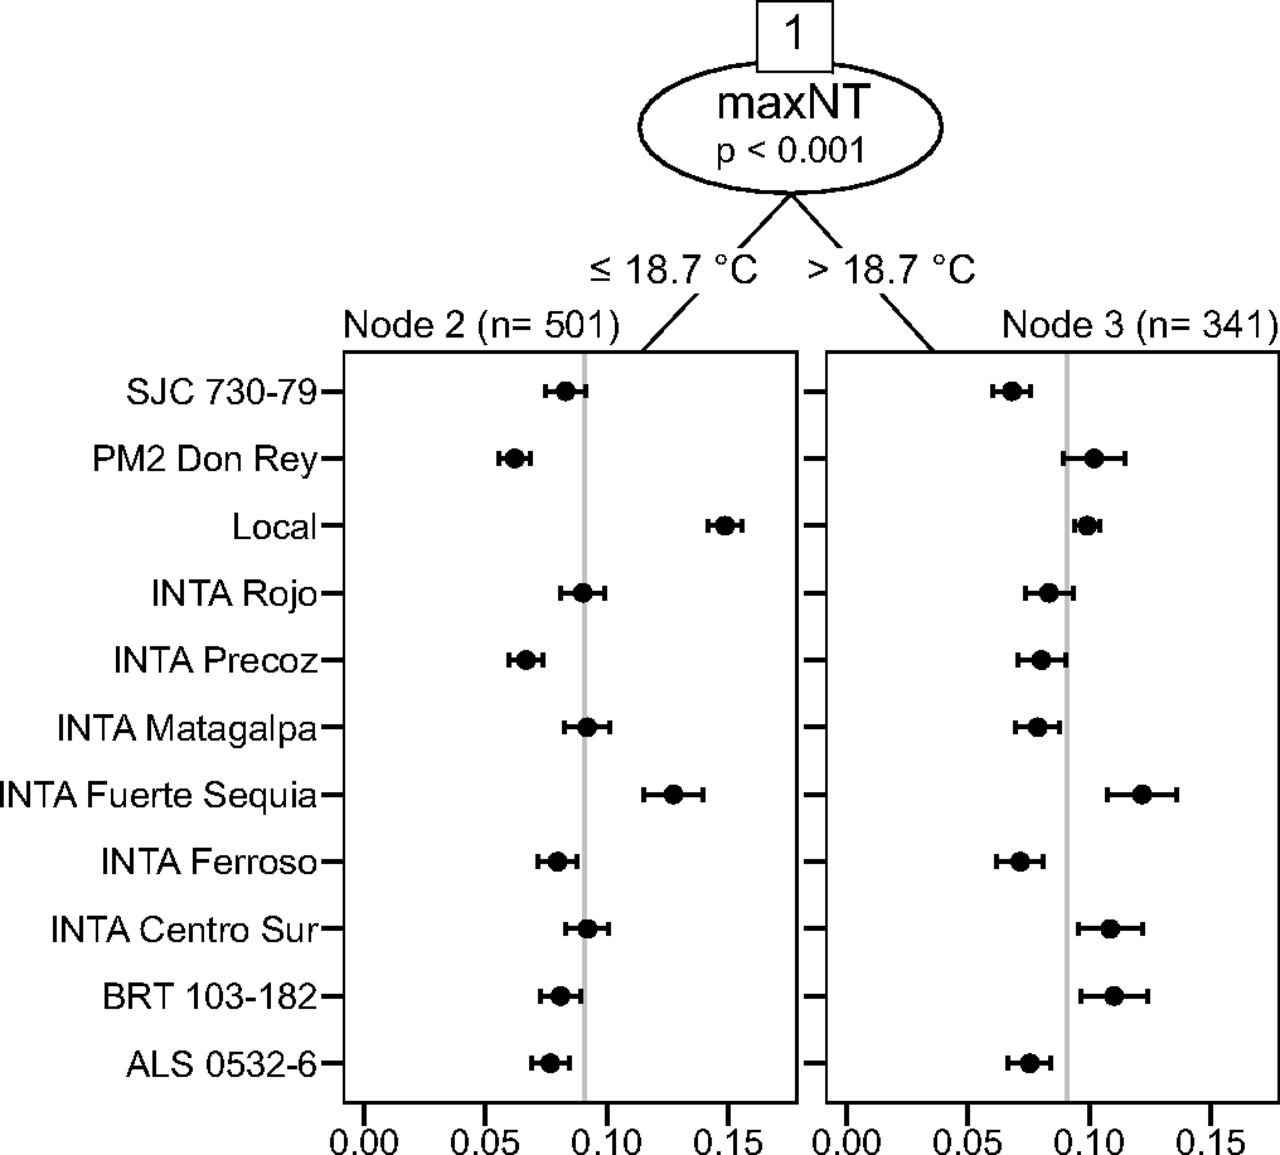 1
maxNT
p < 0.001
≤ 18.7 °C > 18.7 °C
Node 2 (n= 501) Node 3 (n= 341)
SJC 730-79
PM2 Don Rey
Local
INTA Rojo
INTA Precoz
INTA Matagalpa
INTA Fuerte Sequia
INTA Ferroso
INTA Centro Sur
BRT 103-182
ALS 0532-6
0.00 0.05 0.10 0.15 0.00 0.05 0.10 0.15